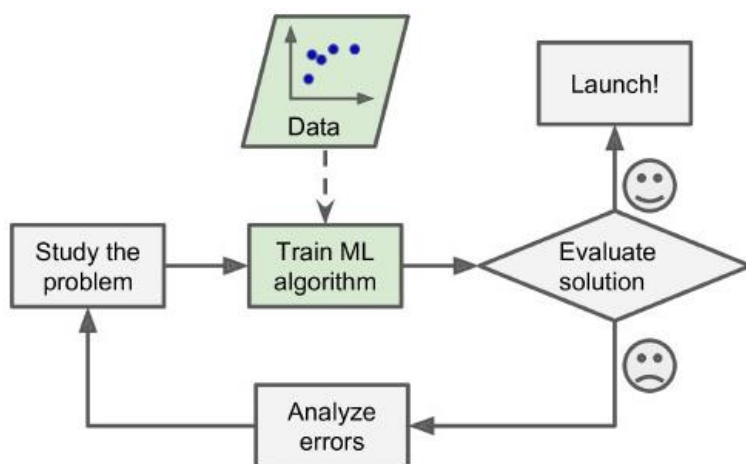 Data
Launch!
Study the
problem
Train ML
algorithm
Evaluate
solution
Analyze
errors